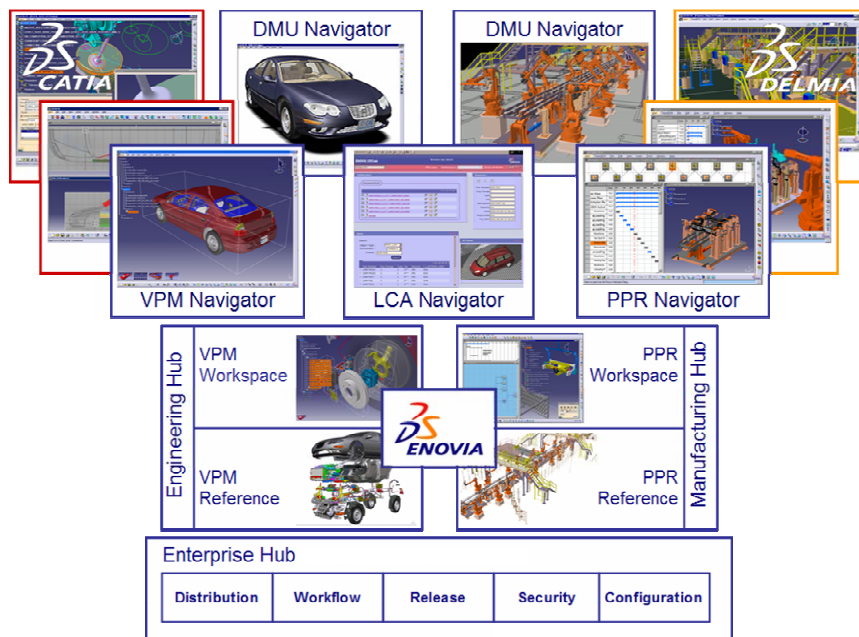 DMU Navigator
DMU Navigator
CATIA
DELMIA
VPM Navigator
LCA Navigator
PPR Navigator
Engineering Hub
VPM
Workspace
PPR
Workspace
Manufacturing Hub
ENOVIA
VPM
Reference
PPR
Reference
Enterprise Hub
Distribution
Workflow
Release
Security
Configuration